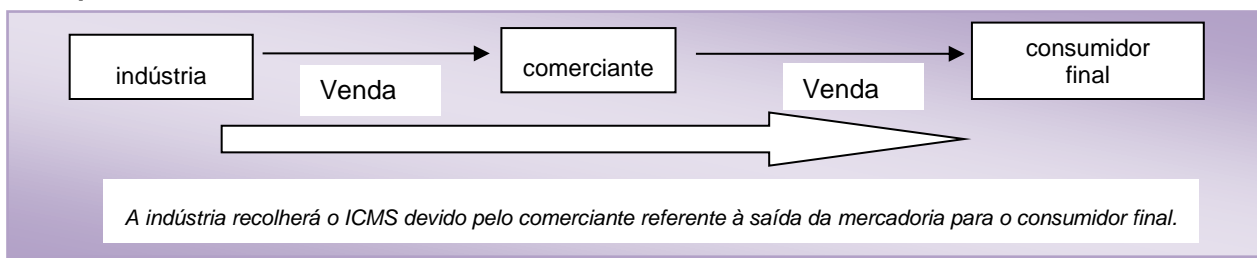 indústria
Venda
comerciante
Venda
consumidor
final
A indústria recolherá o ICMS devido pelo comerciante referente à saída da mercadoria para o consumidor final.